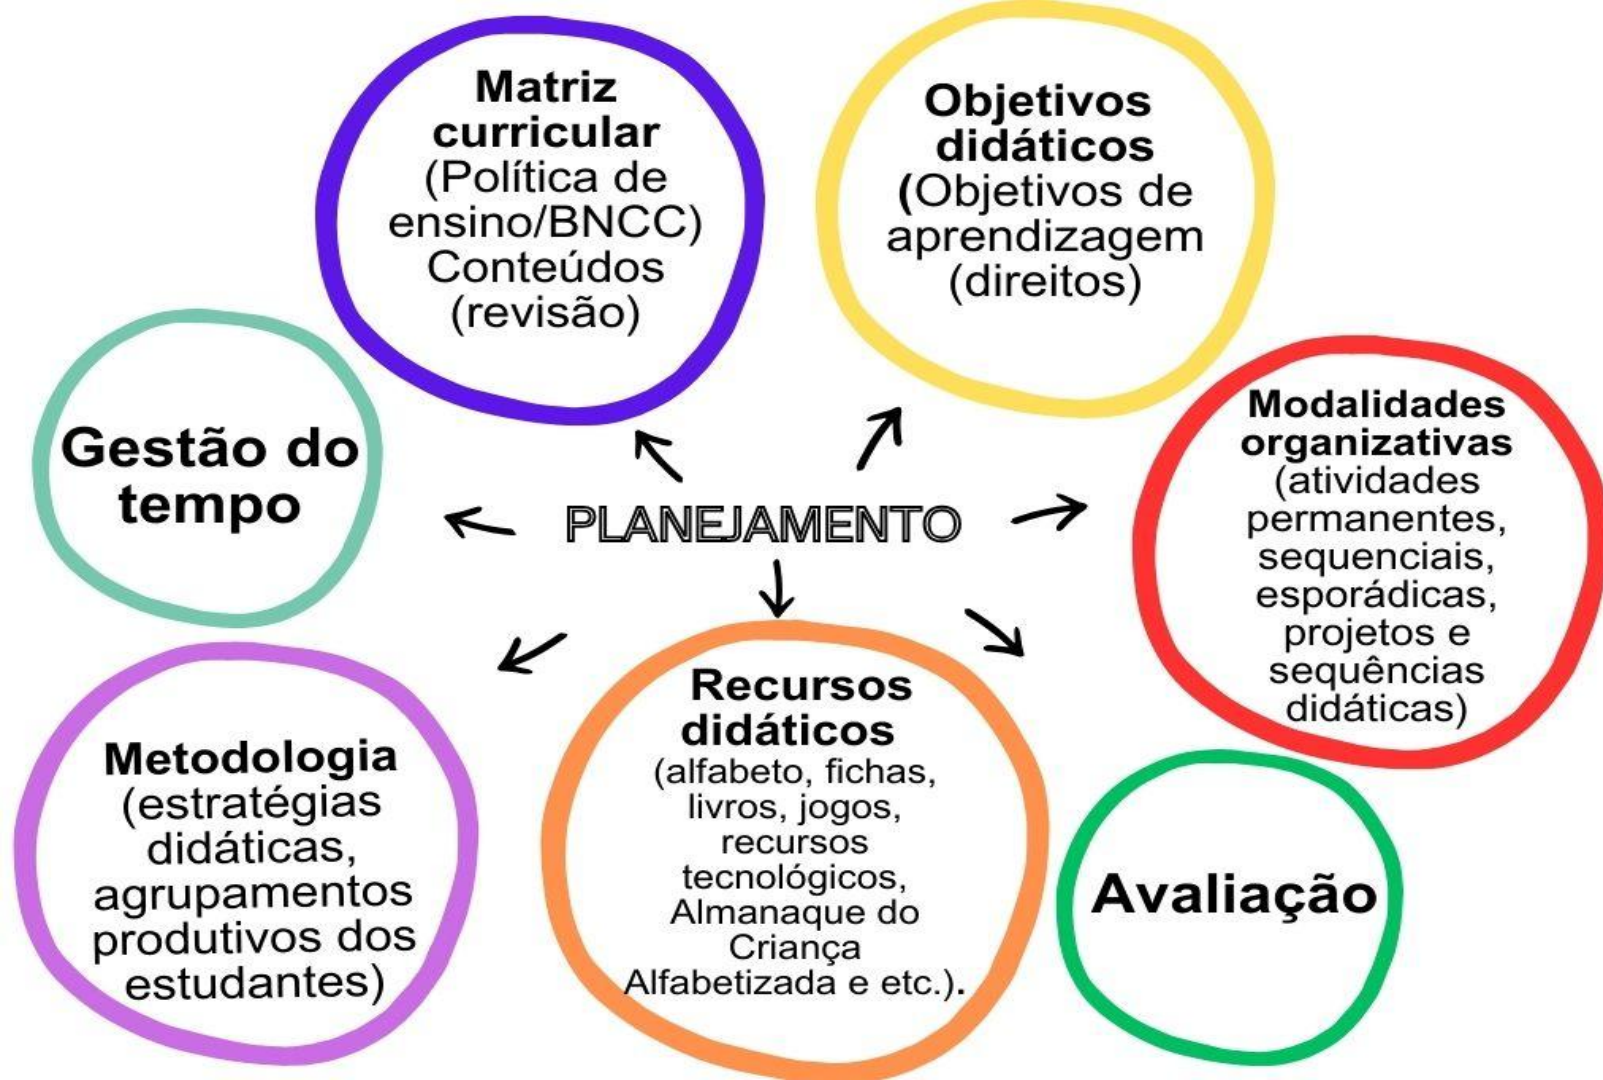 Matriz
curricular
(Política de
ensino/BNCC)
Conteúdos
(revisão)
Objetivos
didáticos
(Objetivos de
aprendizagem
(direitos)
Gestão do
tempo
PLANEJAMENTO
Modalidades
organizativas
(atividades
permanentes,
sequenciais,
esporádicas,
projetos e
sequências
didáticas)
Metodologia
(estratégias
didáticas,
agrupamentos
produtivos dos
estudantes)
Recursos
didáticos
(alfabeto, fichas,
livros, jogos,
recursos
tecnológicos,
Almanaque do
Criança
Alfabetizada e etc.).
Avaliação